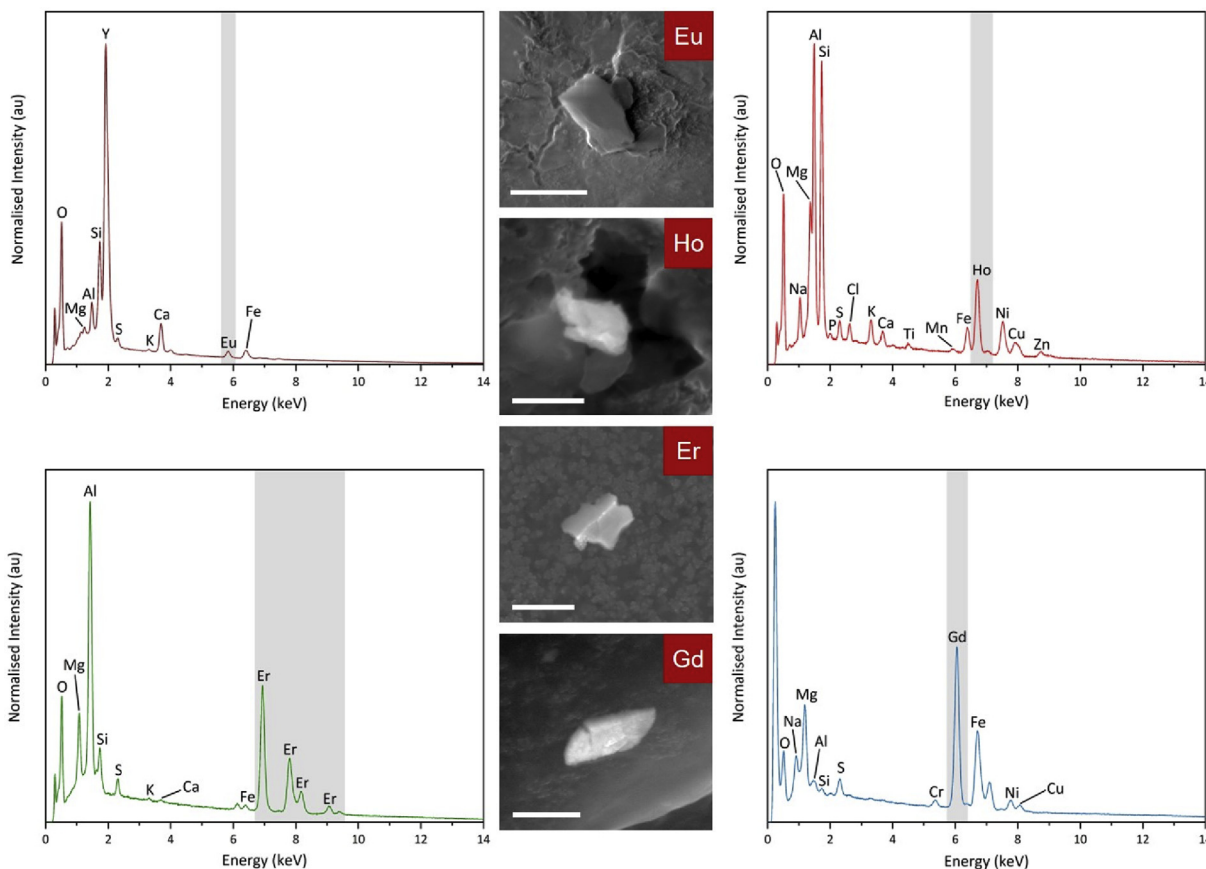 Normalised Intensity (au)
Y
O
Si
Al
Mg
S
K
Ca
Eu
Fe
0 2 4 6 8 10 12 14
Energy (keV)
Eu
Ho
Er
Gd
Normalised Intensity (au)
Al
Si
O
Mg
Na
P
S
Cl
K
Ca
Ti
Mn
Fe
Ho
Ni
Cu
Zn
0 2 4 6 8 10 12 14
Energy (keV)
Normalised Intensity (au)
Al
Mg
O
Si
S
K
Ca
Fe
Er
Er
Er
Er
0 2 4 6 8 10 12 14
Energy (keV)
Normalised Intensity (au)
Gd
Mg
Na
O
Al
Si
S
Cr
Fe
Ni
Cu
0 2 4 6 8 10 12 14
Energy (keV)